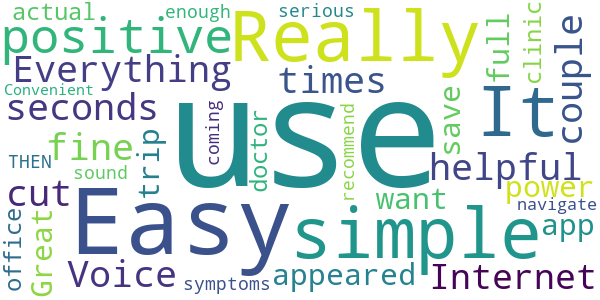 actual enough serious
positive Really full clinic
Everything times It couple
seconds use save
THEN fine trip coming doctor recommend helpful
Convenient sound
cut Easy simple want power
office Great navigate
app
Voice symptoms appeared Internet